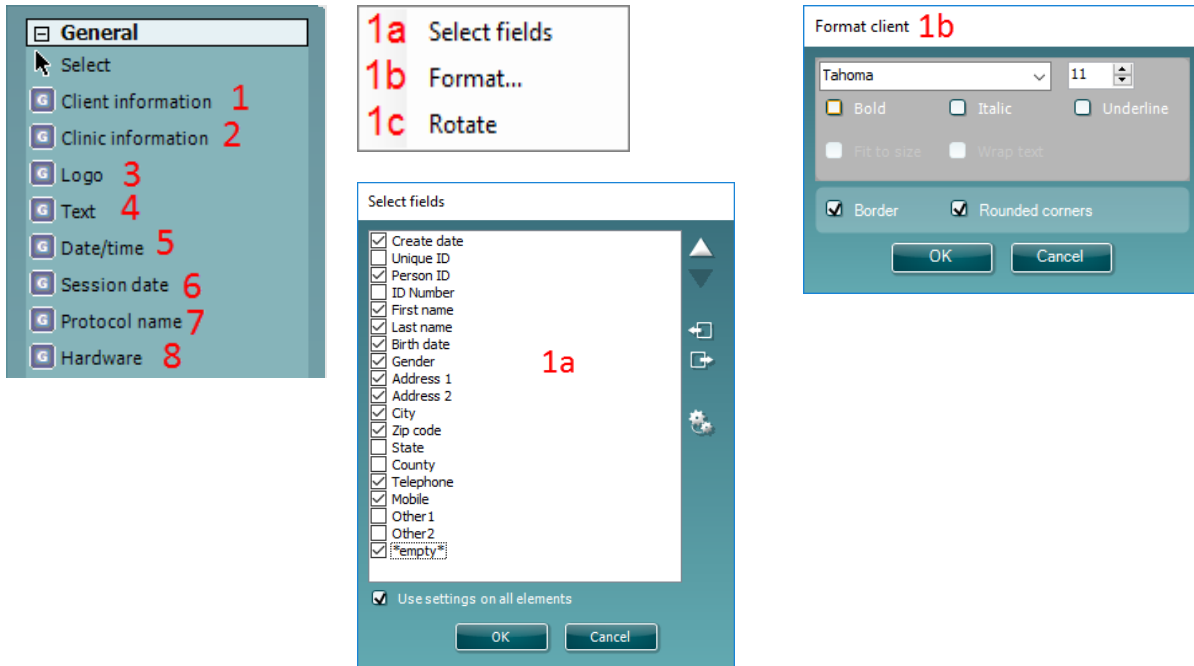 General
Select
Client information 1
Clinic information 2
Logo 3
Text 4
Date/time 5
Session date 6
Protocol name 7
Hardware 8
1a Select fields
1b Format...
1c Rotate
Select fields
Create date
Unique ID
Person ID
ID Number
First name
Last name
Birth date
Gender
1a
Address 1
Address 2
City
Zip code
State
County
Telephone
Mobile
Other1
Other2
*empty*
Use settings on all elements
OK Cancel
Format client 1b
Tahoma 11
Bold Italic Underline
Fit to size Wrap text
Border Rounded corners
OK Cancel